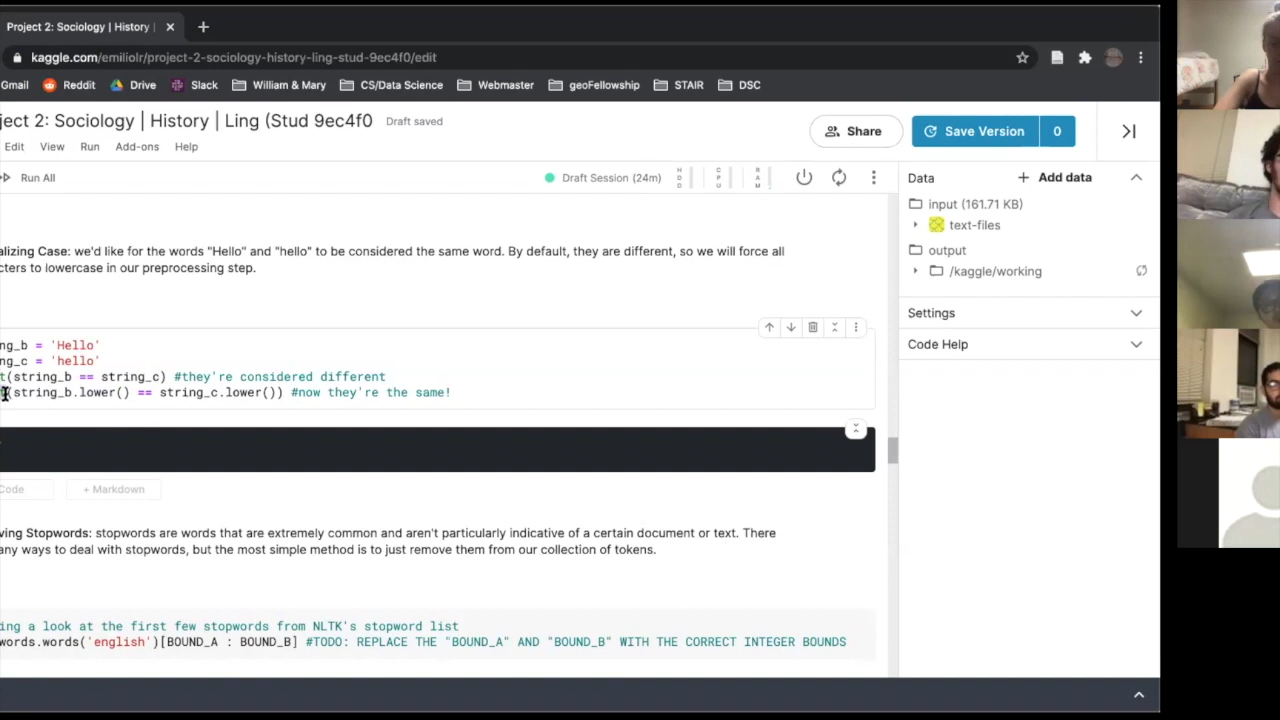 Project 2: Sociology | History |
kaggle.com/emiliolr/project-2-sociology-history-ling-stud-9ec4f0/edit
Gmail Reddit Drive Slack William & Mary CS/Data Science Webmaster geoFellowship STAIR DSC
ject 2: Sociology | History | Ling (Stud 9ec4f0 Draft saved
Share Save Version 0
Edit View Run Add-ons Help
Run All Draft Session (24m) HDD CPU RAM
Data Add data
input (161.71 KB)
text-files
output
/kaggle/working
Settings
Code Help
alizing Case: we'd like for the words "Hello" and "hello" to be considered the same word. By default, they are different, so we will force all
cters to lowercase in our preprocessing step.
ng_b = 'Hello'
ng_c = 'hello'
t(string_b == string_c) #they're considered different
(string_b.lower() == string_c.lower()) #now they're the same!
Code + Markdown
ving Stopwords: stopwords are words that are extremely common and aren't particularly indicative of a certain document or text. There
any ways to deal with stopwords, but the most simple method is to just remove them from our collection of tokens.
ing a look at the first few stopwords from NLTK's stopword list
words.words('english')[BOUND_A : BOUND_B] #TODO: REPLACE THE "BOUND_A" AND "BOUND_B" WITH THE CORRECT INTEGER BOUNDS